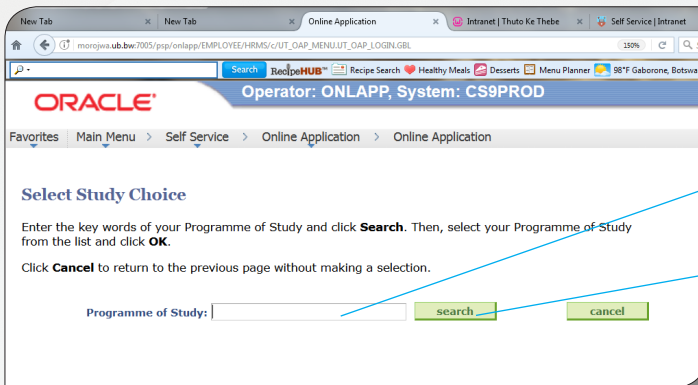 New Tab × New Tab × Online Application × Intranet | Thuto Ke Thebe × Self Service | Intranet
morojwa.ub.bw:7005/psp/onlapp/EMPLOYEE/HRMS/c/UT_OAP_MENU.UT_OAP_LOGIN.GBL 150%
Search RecipeHUB™ Recipe Search Healthy Meals Desserts Menu Planner 98°F Gaborone, Botswa
ORACLE Operator: ONLAPP, System: CS9PROD
Favorites Main Menu > Self Service > Online Application > Online Application
Select Study Choice
Enter the key words of your Programme of Study and click Search. Then, select your Programme of Study
from the list and click OK.
Click Cancel to return to the previous page without making a selection.
Programme of Study: search cancel